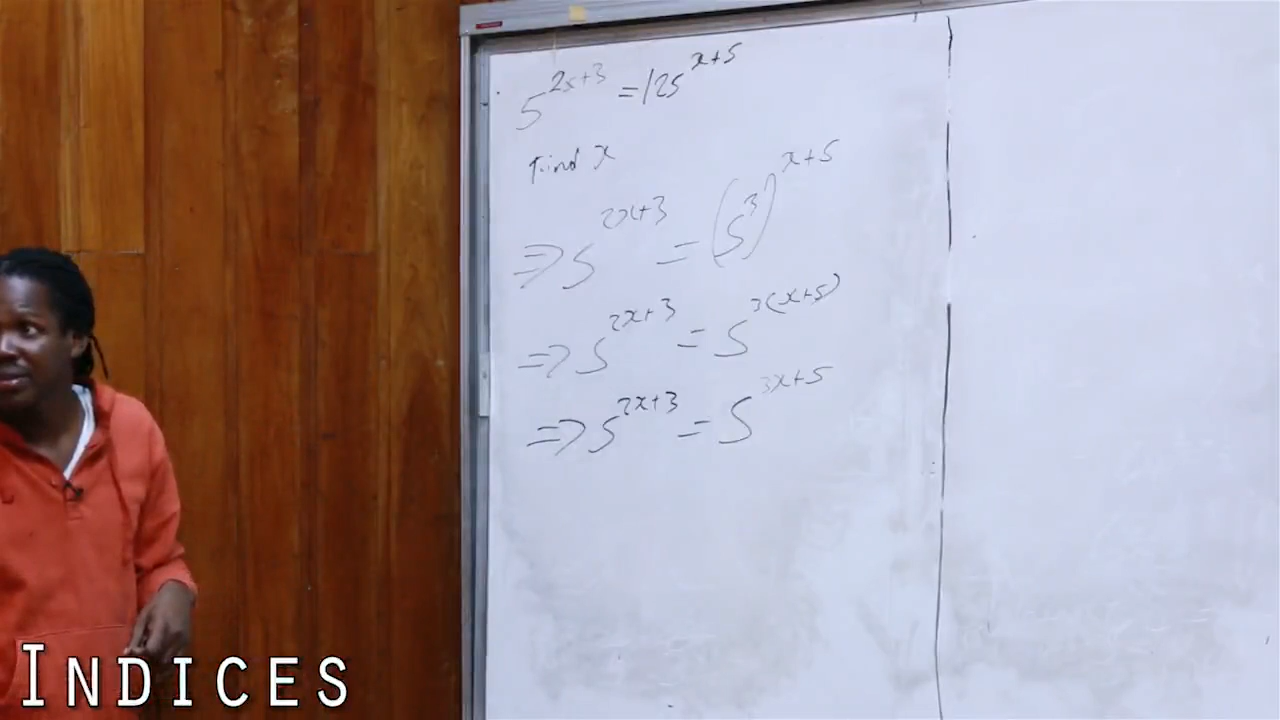 5^{2x+3} = 125^{x+5}
Find x
=> 5^{2x+3} = (5^3)^{x+5}
=> 5^{2x+3} = 5^{3(x+5)}
=> 5^{2x+3} = 5^{3x+5}
INDICES